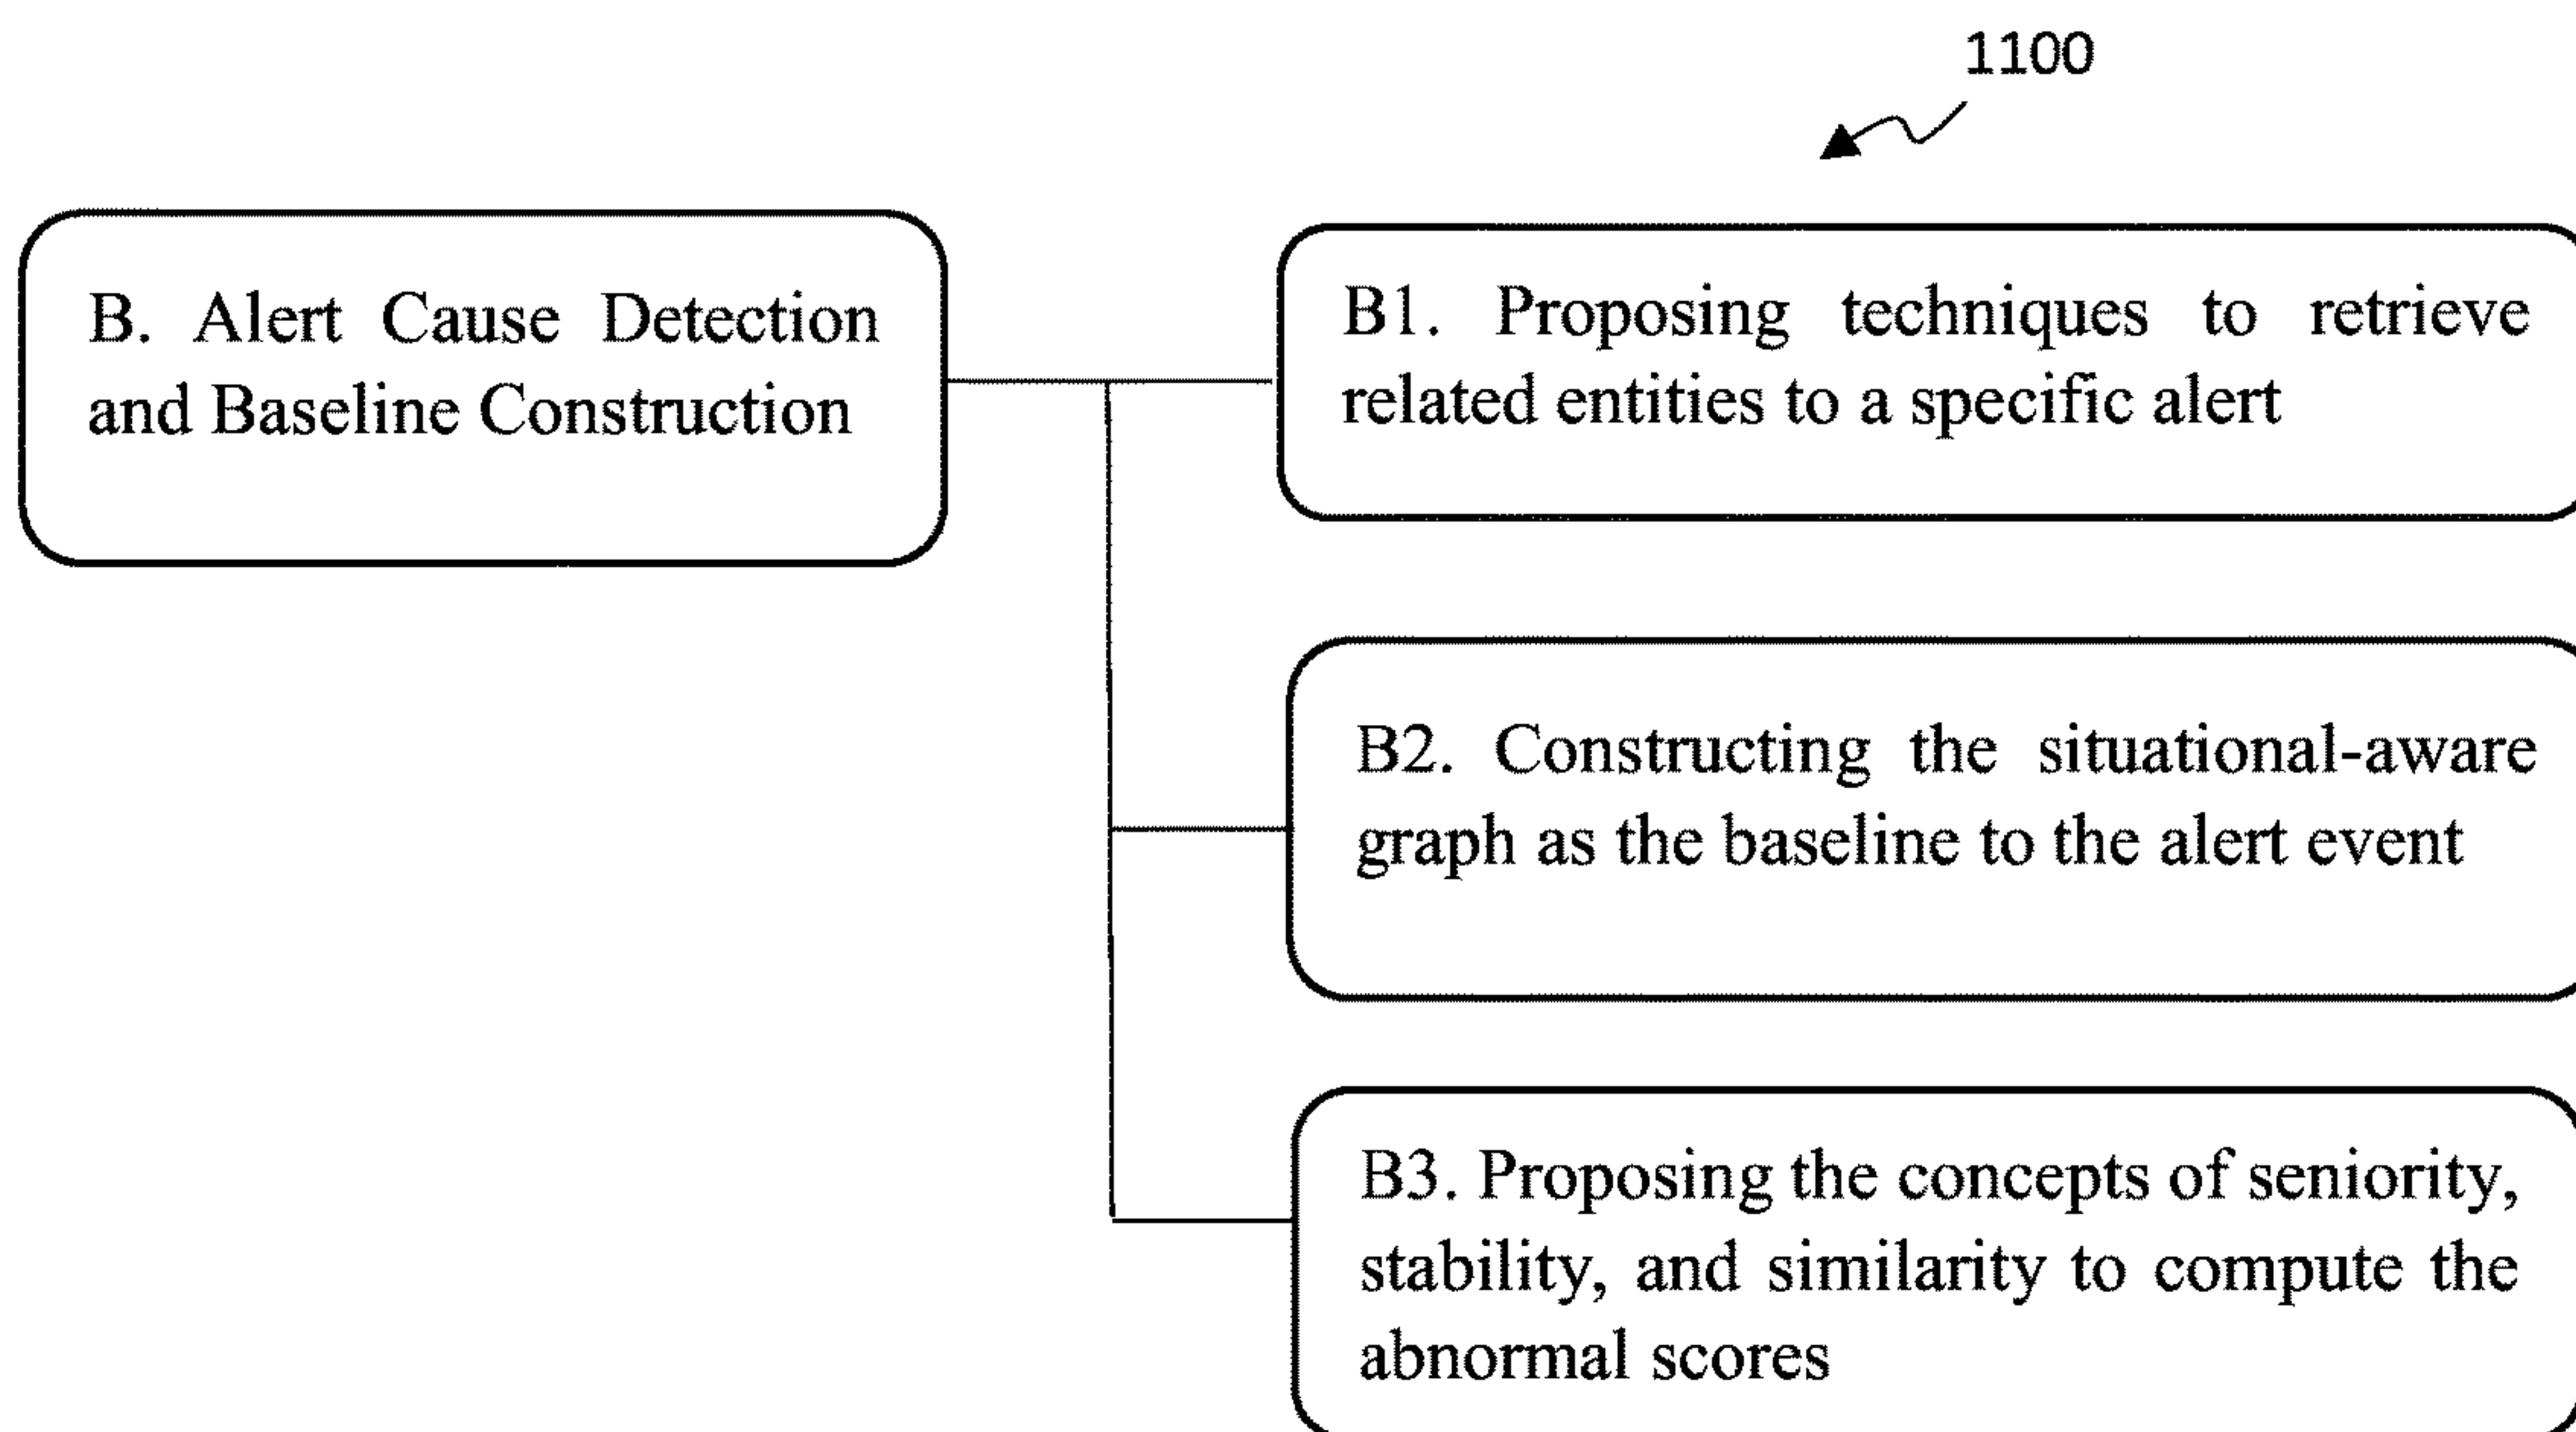 1100
B. Alert Cause Detection
and Baseline Construction
B1. Proposing techniques to retrieve
related entities to a specific alert
B2. Constructing the situational-aware
graph as the baseline to the alert event
B3. Proposing the concepts of seniority,
stability, and similarity to compute the
abnormal scores